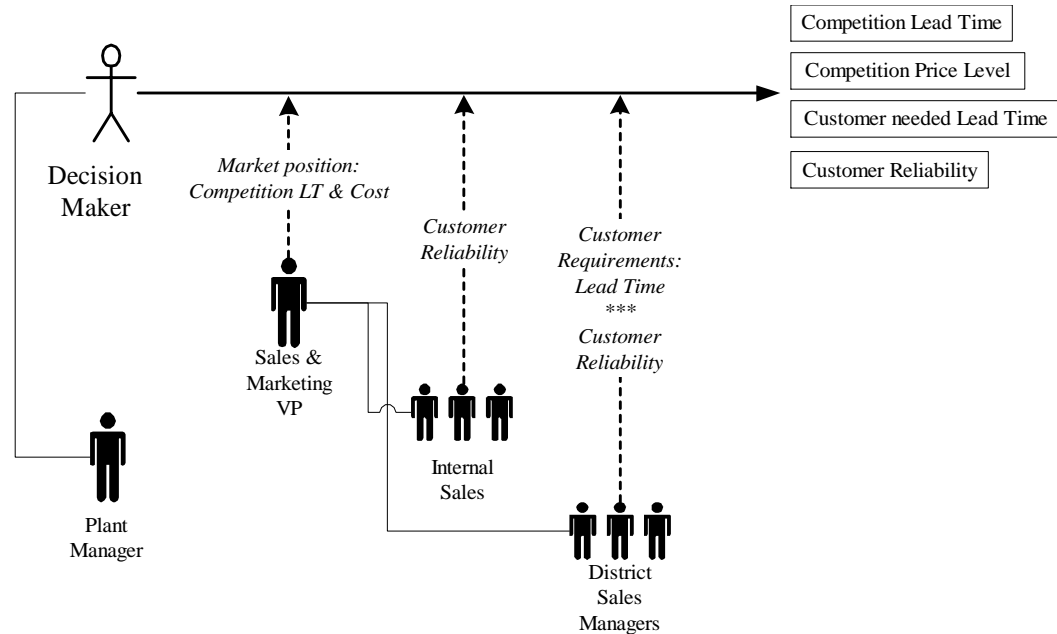 Competition Lead Time
Competition Price Level
Customer needed Lead Time
Customer Reliability
Decision
Maker
Market position:
Competition LT & Cost
Customer
Reliability
Customer
Requirements:
Lead Time
***
Customer
Reliability
Sales &
Marketing
VP
Internal
Sales
Plant
Manager
District
Sales
Managers